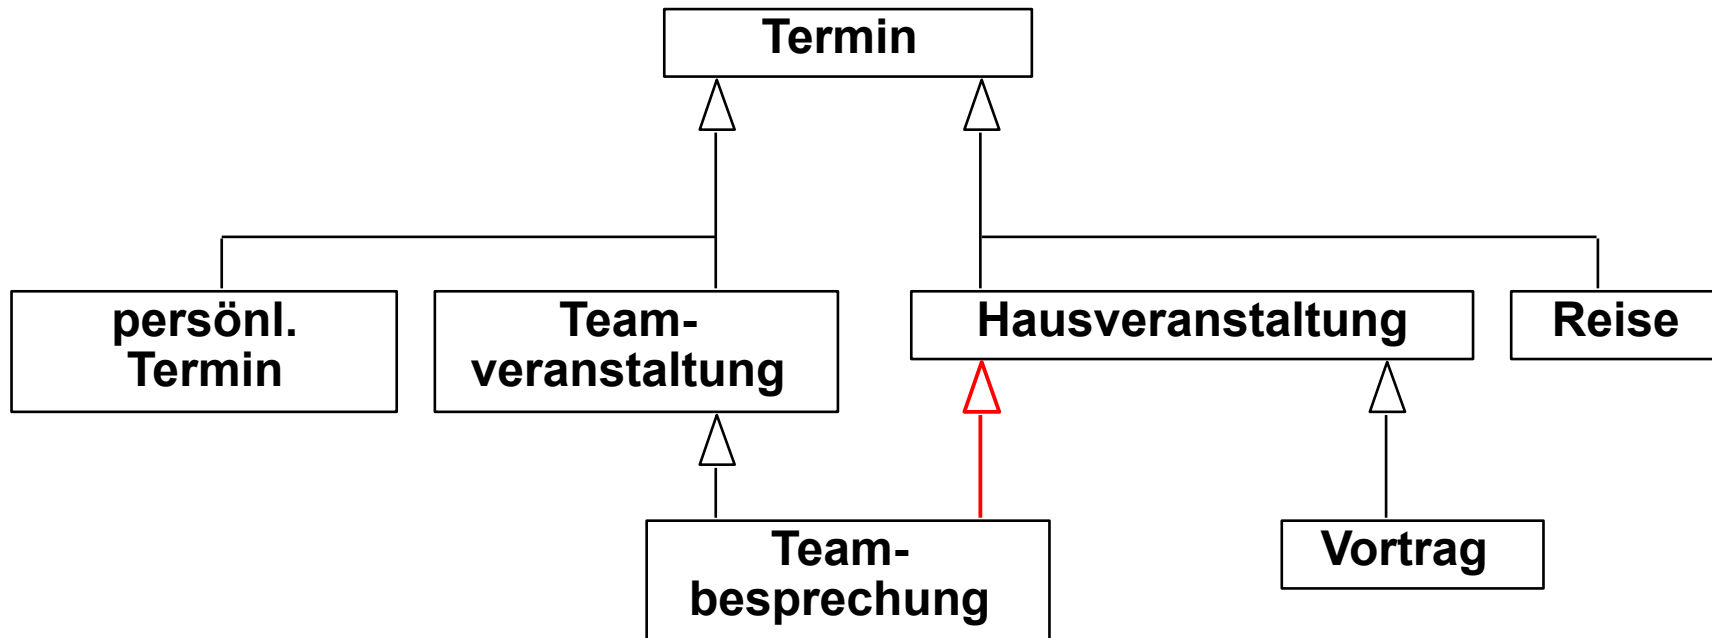 Termin
persönl.
Termin
Team-
veranstaltung
Hausveranstaltung
Reise
Team-
besprechung
Vortrag